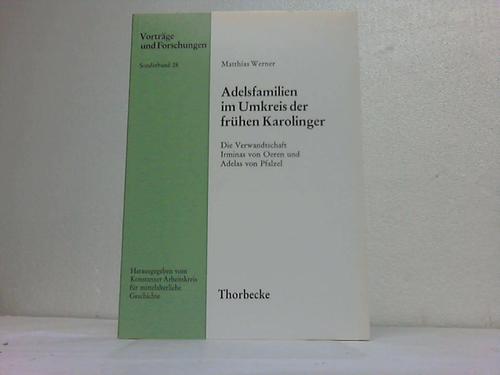 Vorträge
und Forschungen
Sonderband 28
Matthias Werner
Adelsfamilien
im Umkreis der
frühen Karolinger
Die Verwandtschaft
Irminas von Oeren und
Adelas von Pfalzel
Herausgegeben vom
Konstanzer Arbeitskreis
für mittelalterliche
Geschichte
Thorbecke